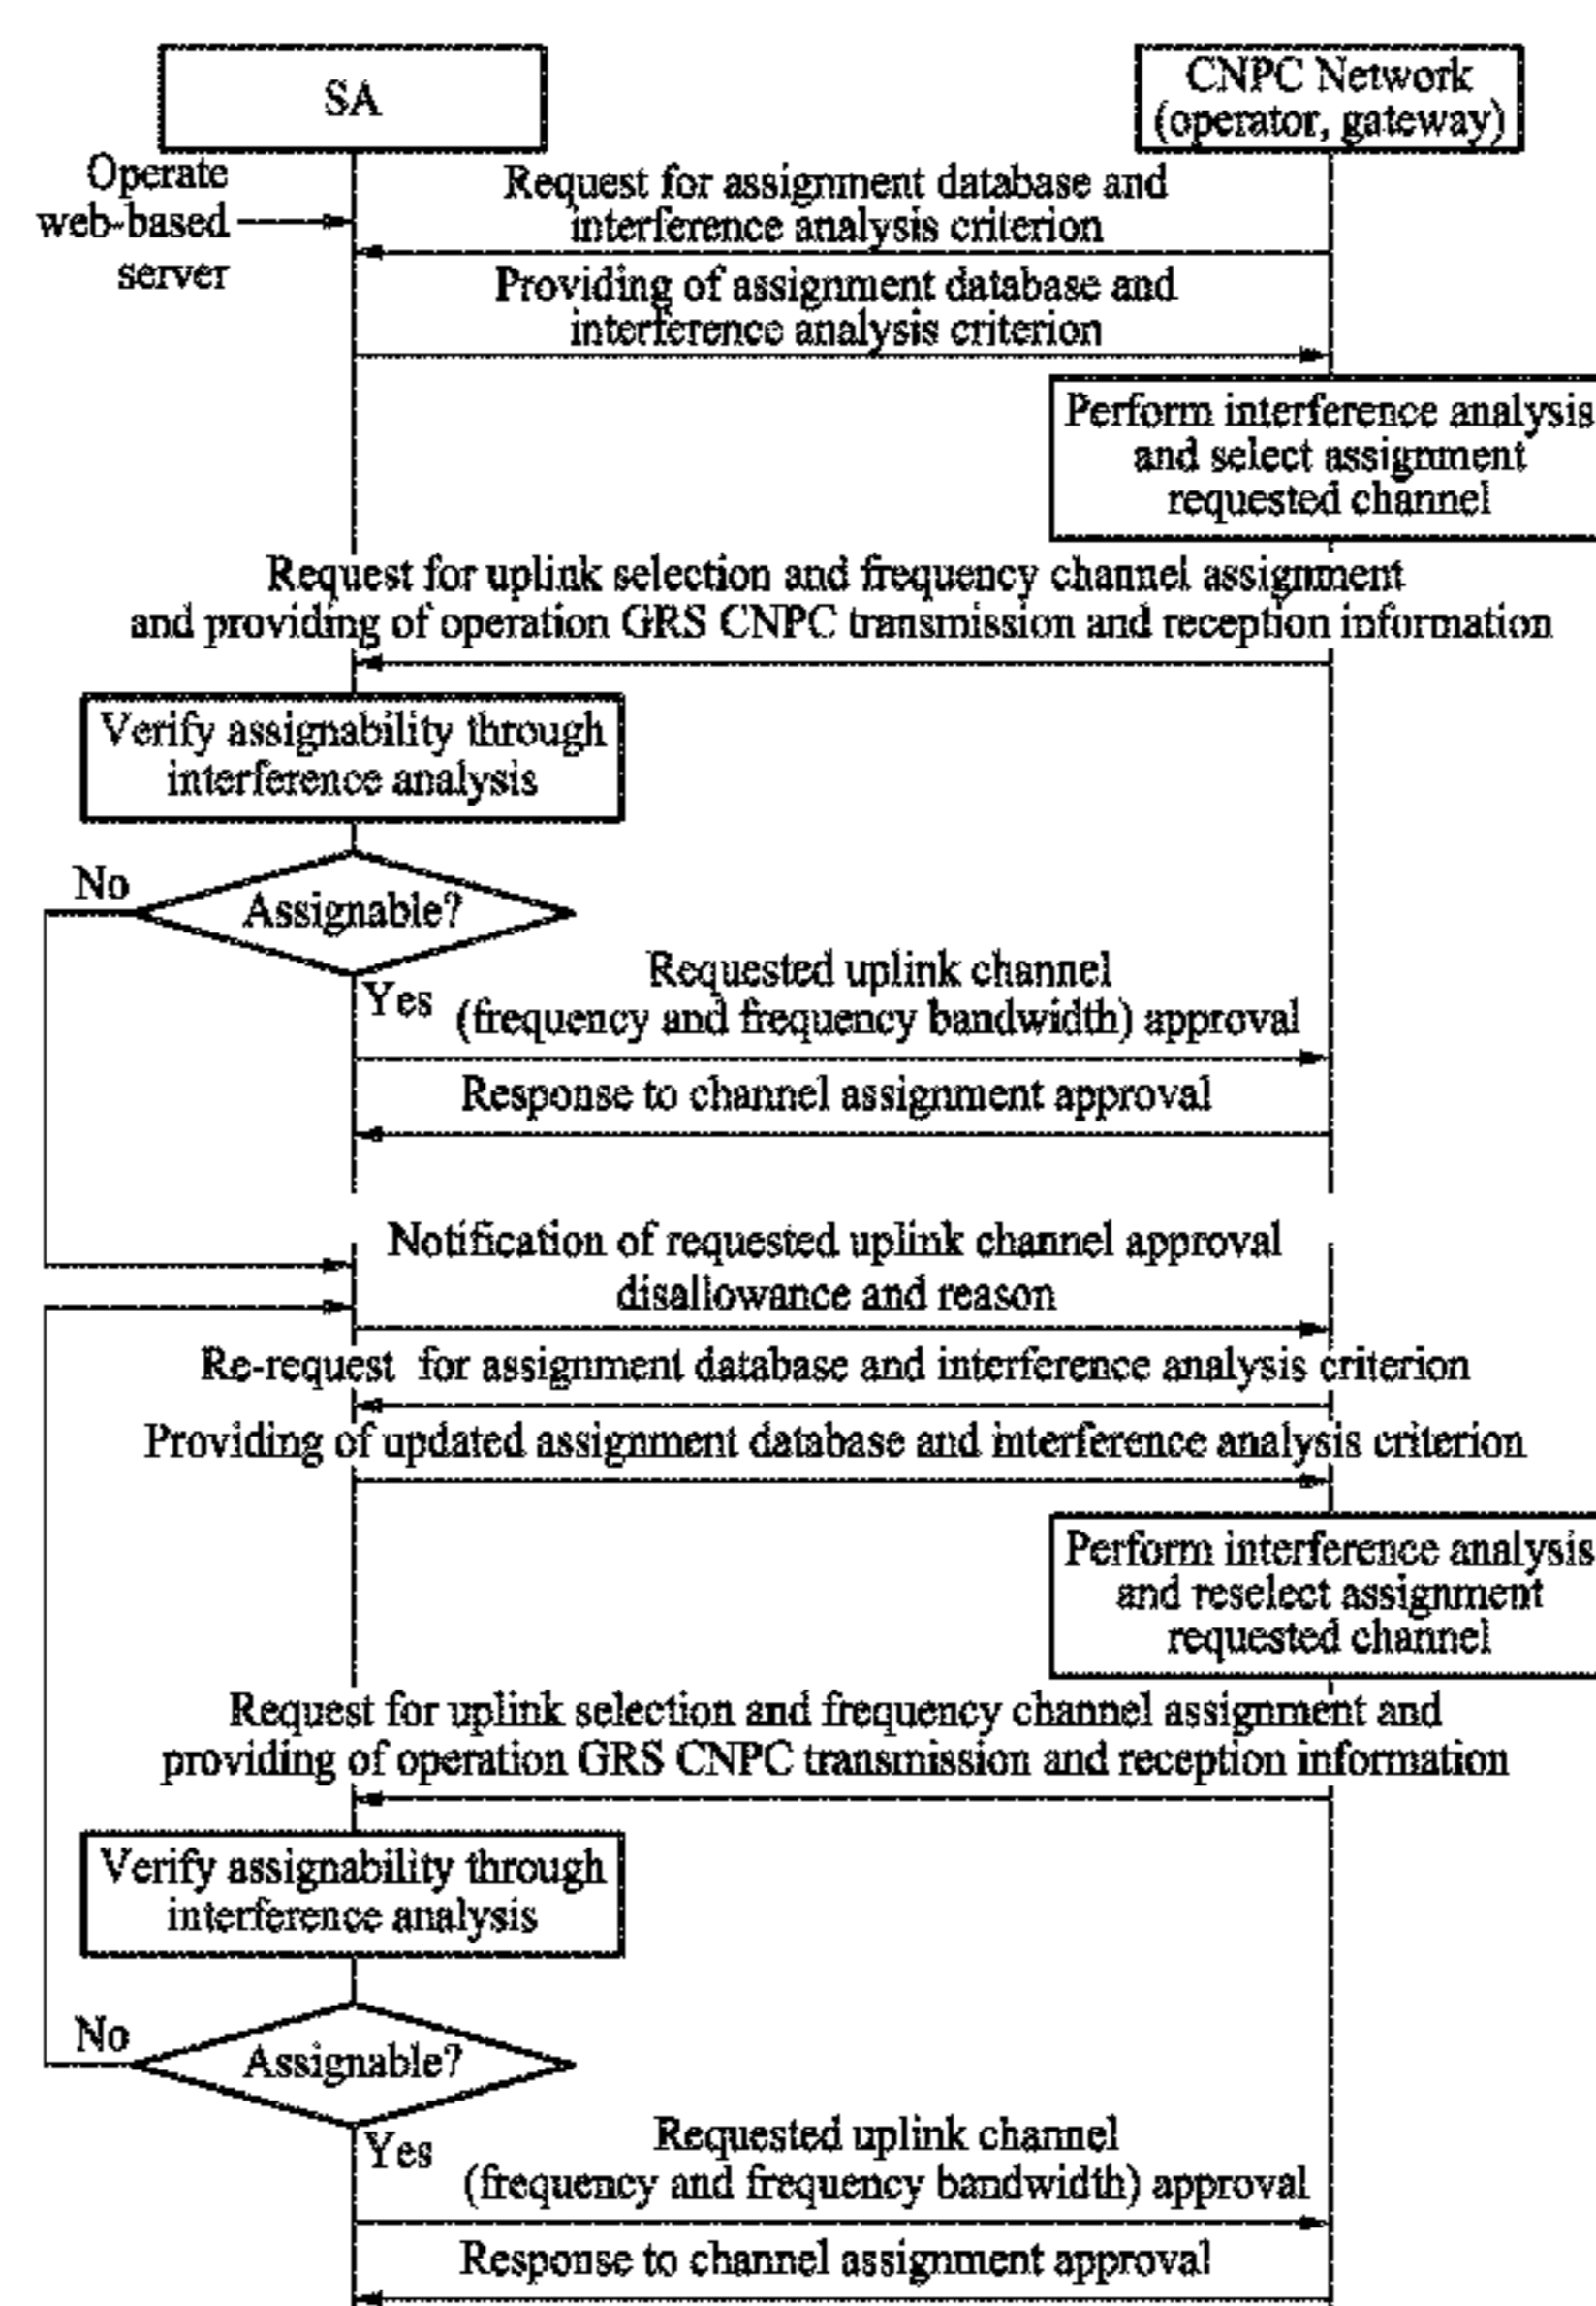 SA
CNPC Network
(operator, gateway)
Operate
web-based
server
Request for assignment database and
interference analysis criterion
Providing of assignment database and
interference analysis criterion
Perform interference analysis
and select assignment
requested channel
Request for uplink selection and frequency channel assignment
and providing of operation GRS CNPC transmission and reception information
Verify assignability through
interference analysis
No
Assignable?
Yes
Requested uplink channel
(frequency and frequency bandwidth) approval
Response to channel assignment approval
Notification of requested uplink channel approval
disallowance and reason
Re-request for assignment database and interference analysis criterion
Providing of updated assignment database and interference analysis criterion
Perform interference analysis
and reselect assignment
requested channel
Request for uplink selection and frequency channel assignment and
providing of operation GRS CNPC transmission and reception information
Verify assignability through
interference analysis
No
Assignable?
Yes
Requested uplink channel
(frequency and frequency bandwidth) approval
Response to channel assignment approval